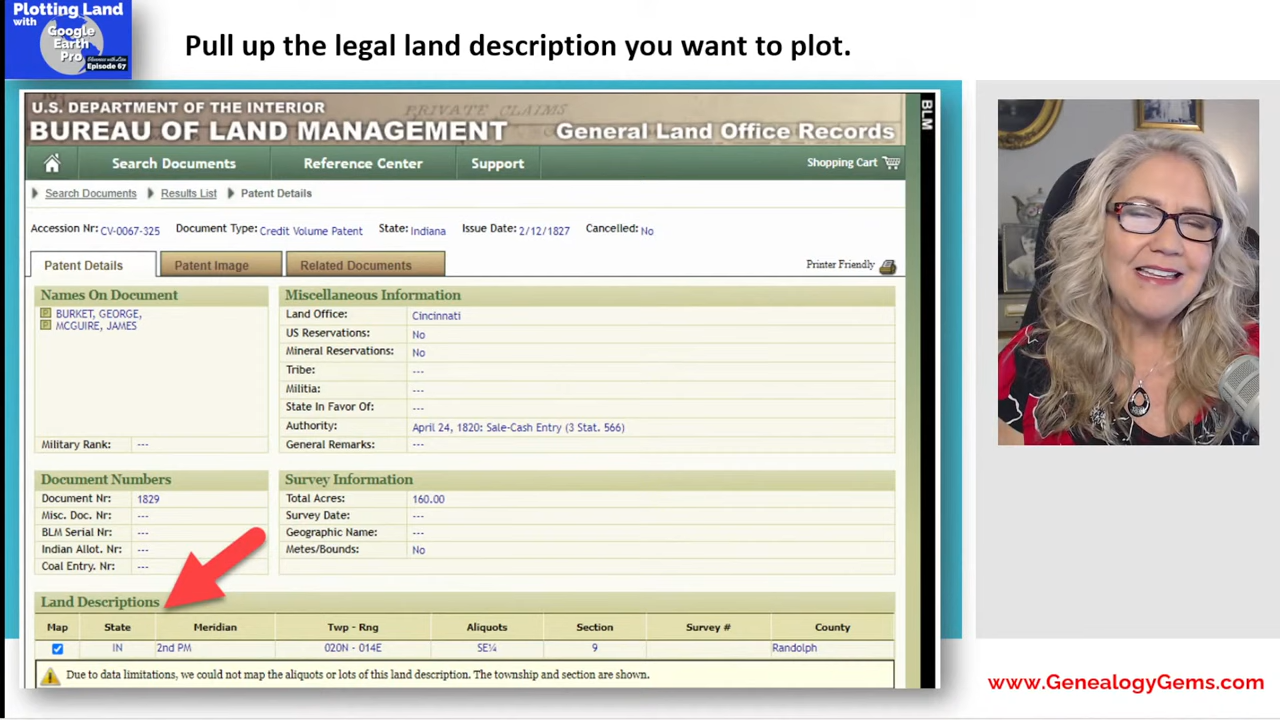 Plotting Land
with
Google
Earth
Pro
Elevenses with Lisa
Episode 67
Pull up the legal land description you want to plot.
U.S. DEPARTMENT OF THE INTERIOR
PRIVATE CLAIMS
BUREAU OF LAND MANAGEMENT General Land Office Records
BLM
Search Documents Reference Center Support Shopping Cart
Search Documents Results List Patent Details
Accession Nr: CV-0067-325 Document Type: Credit Volume Patent State: Indiana Issue Date: 2/12/1827 Cancelled: No
Patent Details Patent Image Related Documents Printer Friendly
Names On Document
BURKET, GEORGE,
MCGUIRE, JAMES
Military Rank: ---
Miscellaneous Information
Land Office: Cincinnati
US Reservations: No
Mineral Reservations: No
Tribe: ---
Militia: ---
State In Favor Of: ---
Authority: April 24, 1820: Sale-Cash Entry (3 Stat. 566)
General Remarks: ---
Document Numbers
Document Nr: 1829
Misc. Doc. Nr: ---
BLM Serial Nr: ---
Indian Allot. Nr: ---
Coal Entry. Nr: ---
Survey Information
Total Acres: 160.00
Survey Date: ---
Geographic Name: ---
Metes/Bounds: No
Land Descriptions
Map State Meridian Twp - Rng Aliquots Section Survey # County
IN 2nd PM 020N - 014E SE¼ 9 Randolph
Due to data limitations, we could not map the aliquots or lots of this land description. The township and section are shown.
www.GenealogyGems.com